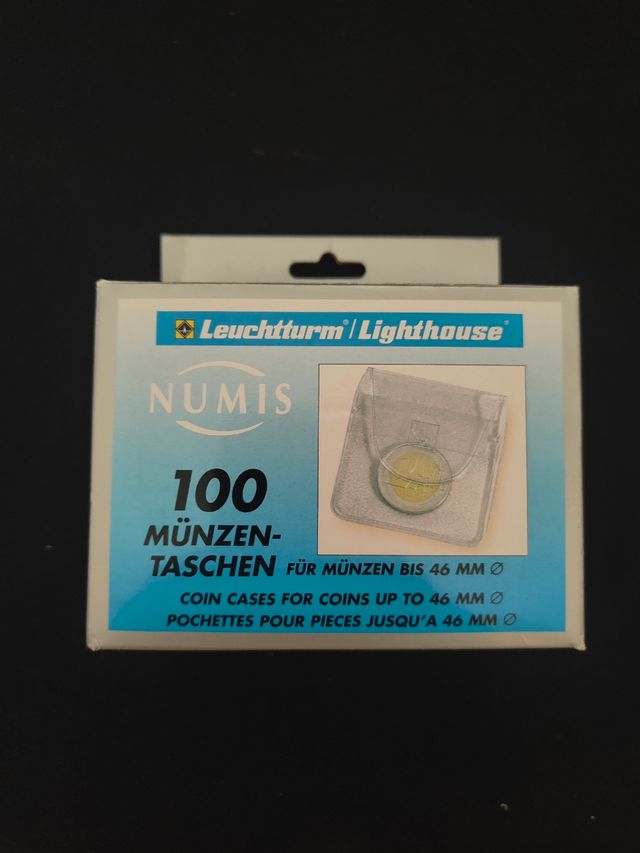 Leuchtturm®/Lighthouse®
NUMIS
100
MÜNZEN-
TASCHEN FÜR MÜNZEN BIS 46 MM Ø
COIN CASES FOR COINS UP TO 46 MM Ø
POCHETTES POUR PIECES JUSQU'A 46 MM Ø